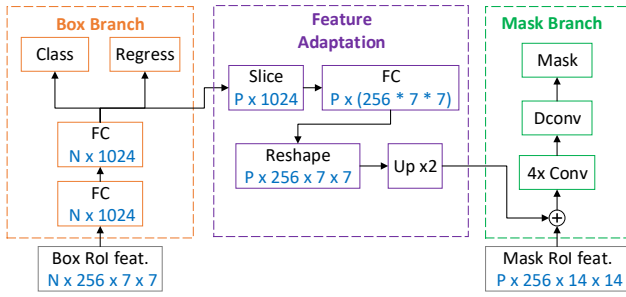 Box Branch
Class
Regress
FC
N x 1024
FC
N x 1024
Box RoI feat.
N x 256 x 7 x 7
Feature
Adaptation
Slice
P x 1024
FC
P x (256 * 7 * 7)
Reshape
P x 256 x 7 x 7
Up x2
Mask Branch
Mask
Dconv
4x Conv
Mask RoI feat.
P x 256 x 14 x 14